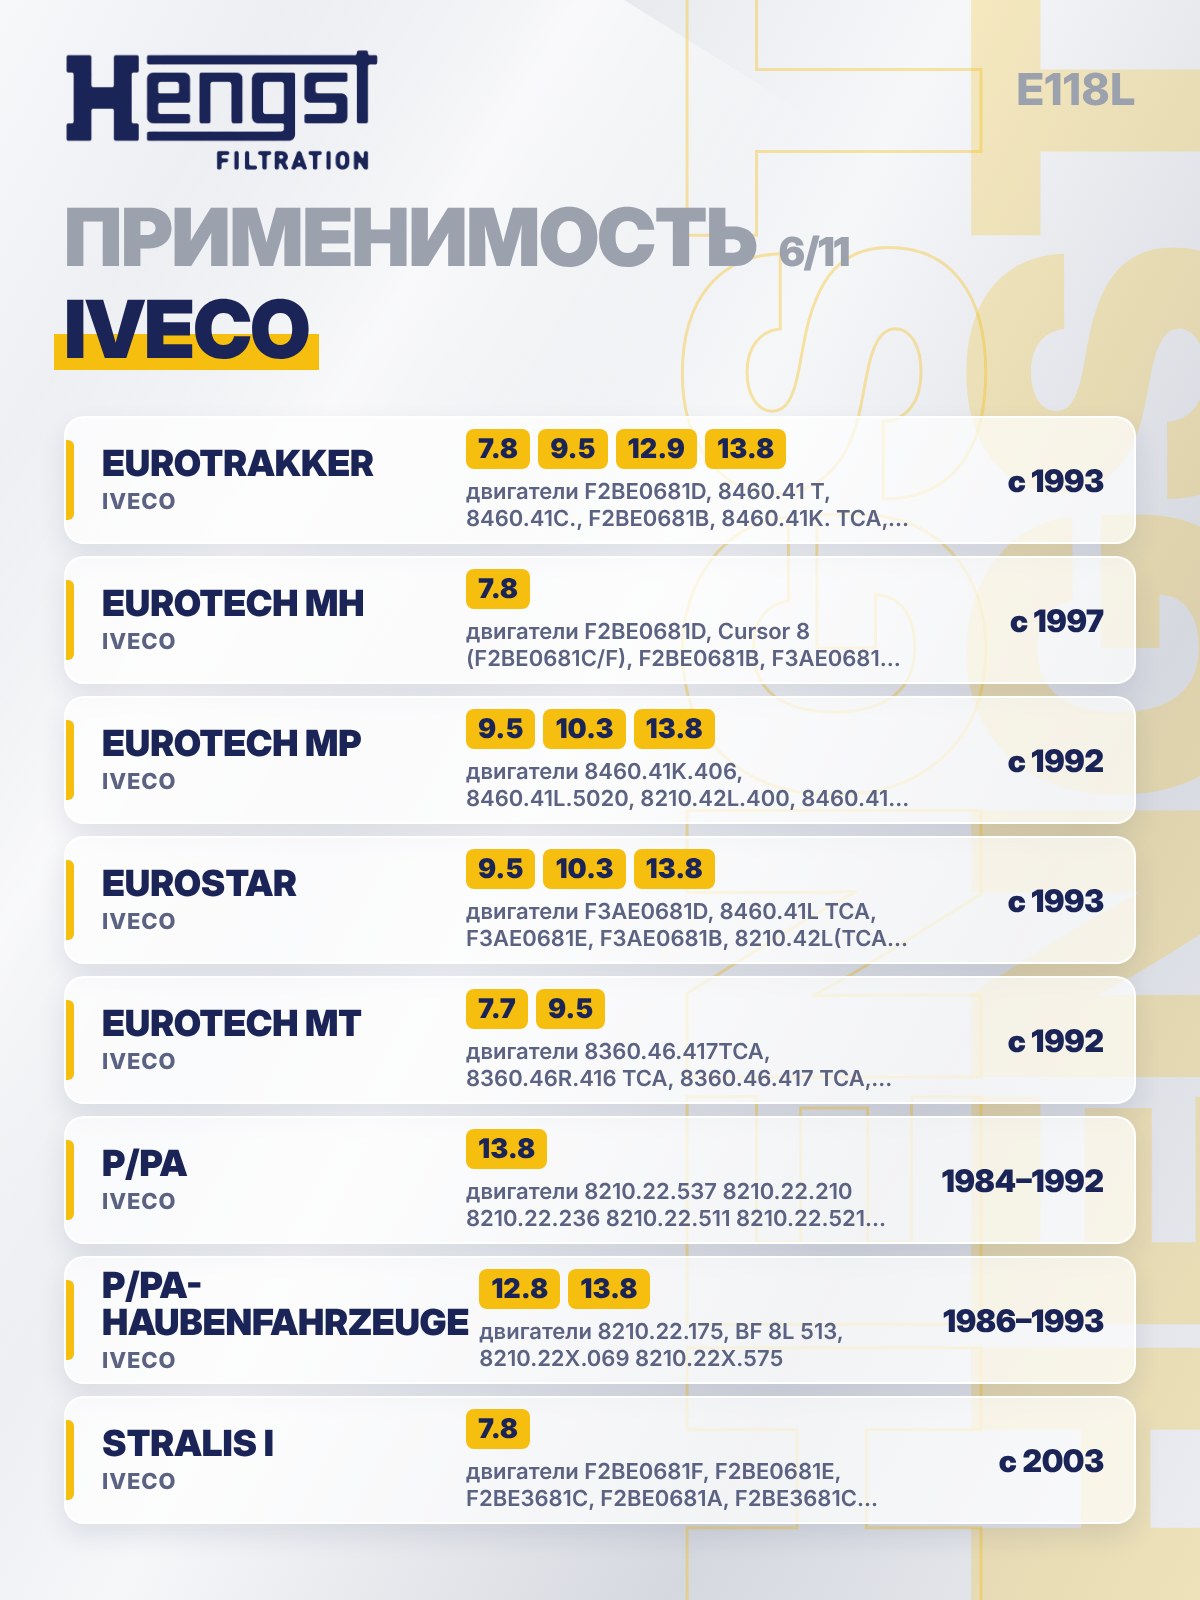 Hengst
FILTRATION
E118L
ПРИМЕНИМОСТЬ 6/11
IVECO
EUROTRAKKER
IVECO
7.8 9.5 12.9 13.8
двигатели F2BE0681D, 8460.41 T,
8460.41C., F2BE0681B, 8460.41K. TCA,...
с 1993
EUROTECH MH
IVECO
7.8
двигатели F2BE0681D, Cursor 8
(F2BE0681C/F), F2BE0681B, F3AE0681...
с 1997
EUROTECH MP
IVECO
9.5 10.3 13.8
двигатели 8460.41K.406,
8460.41L.5020, 8210.42L.400, 8460.41...
с 1992
EUROSTAR
IVECO
9.5 10.3 13.8
двигатели F3AE0681D, 8460.41L TCA,
F3AE0681E, F3AE0681B, 8210.42L(TCA...
с 1993
EUROTECH MT
IVECO
7.7 9.5
двигатели 8360.46.417TCA,
8360.46R.416 TCA, 8360.46.417 TCA,...
с 1992
P/PA
IVECO
13.8
двигатели 8210.22.537 8210.22.210
8210.22.236 8210.22.511 8210.22.521...
1984–1992
P/PA-
HAUBENFAHRZEUGE
IVECO
12.8 13.8
двигатели 8210.22.175, BF 8L 513,
8210.22X.069 8210.22X.575
1986–1993
STRALIS I
IVECO
7.8
двигатели F2BE0681F, F2BE0681E,
F2BE3681C, F2BE0681A, F2BE3681C...
с 2003
HENGST